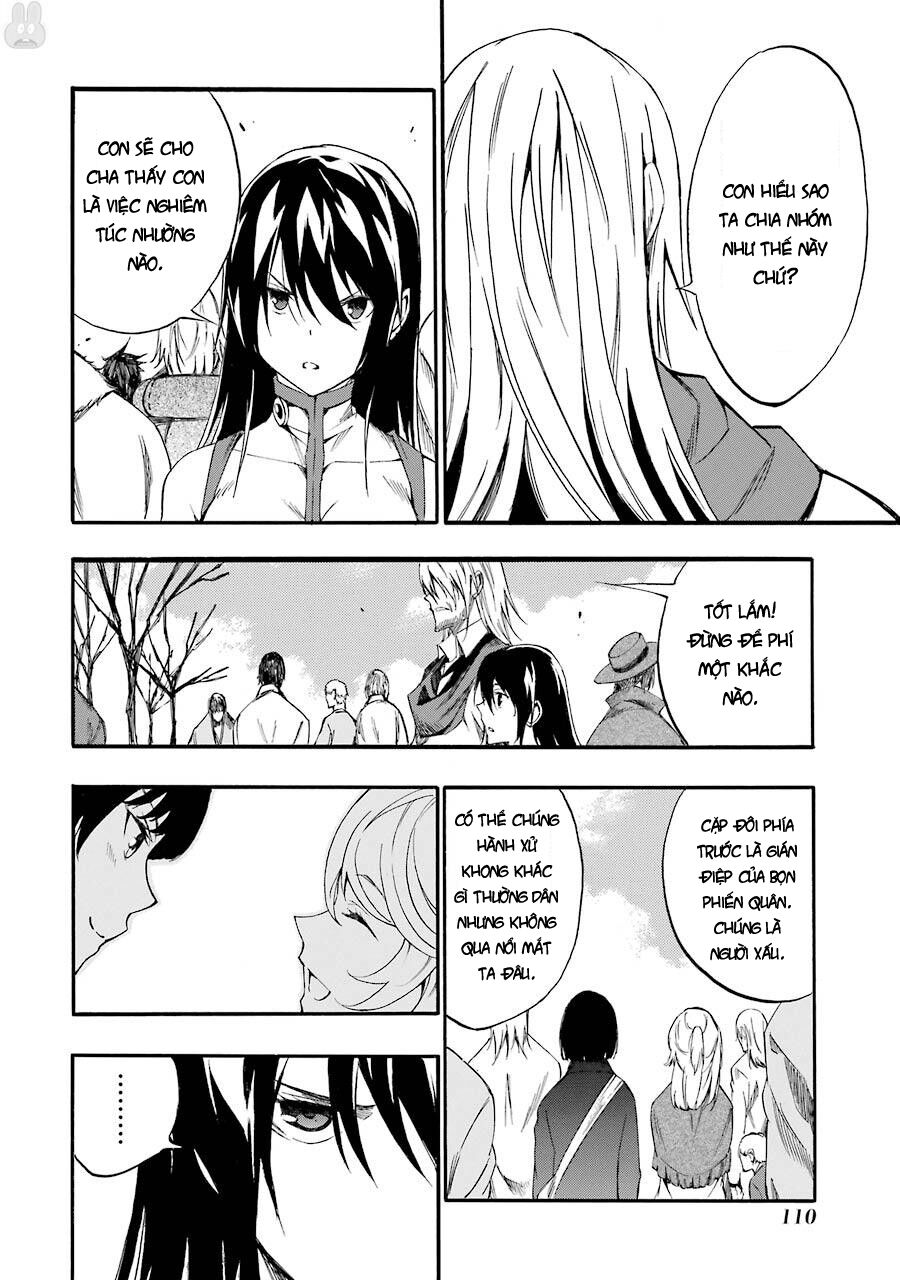 CON HIỂU SAO
TA CHIA NHÓM
NHƯ THẾ NÀY
CHỨ?
CON SẼ CHO
CHA THẤY CON
LÀ VIỆC NGHIÊM
TÚC NHƯỜNG
NÀO.
TỐT LẮM!
ĐỪNG ĐỂ PHÍ
MỘT KHẮC
NÀO.
CẶP ĐÔI PHÍA
TRƯỚC LÀ GIÁN
ĐIỆP CỦA BỌN
PHIẾN QUÂN.
CHÚNG LÀ
NGƯỜI XẤU.
CÓ THỂ CHÚNG
HÀNH XỬ
KHONG KHÁC
GÌ THƯỜNG DÂN
NHƯNG KHÔNG
QUA NỔI MẮT
TA ĐÂU.
........
110